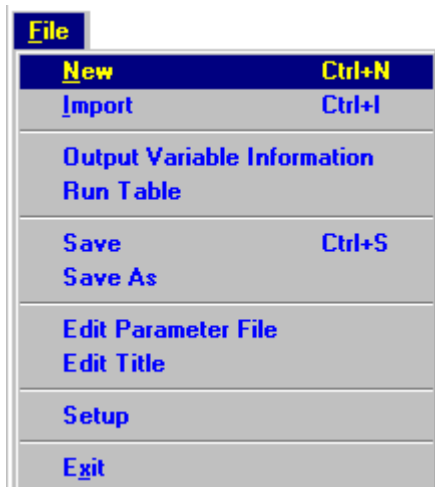 File
New Ctrl+N
Import Ctrl+I
Output Variable Information
Run Table
Save Ctrl+S
Save As
Edit Parameter File
Edit Title
Setup
Exit